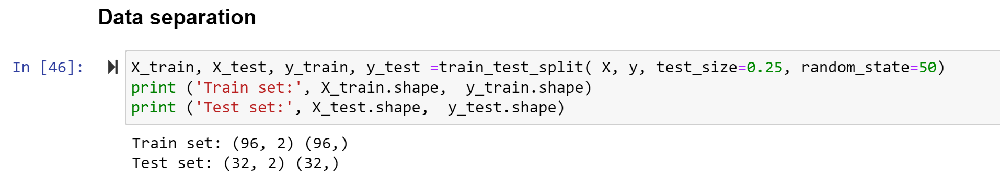 Data separation
In [46]:
X_train, X_test, y_train, y_test =train_test_split( X, y, test_size=0.25, random_state=50)
print ('Train set:', X_train.shape,  y_train.shape)
print ('Test set:', X_test.shape,  y_test.shape)
Train set: (96, 2) (96,)
Test set: (32, 2) (32,)